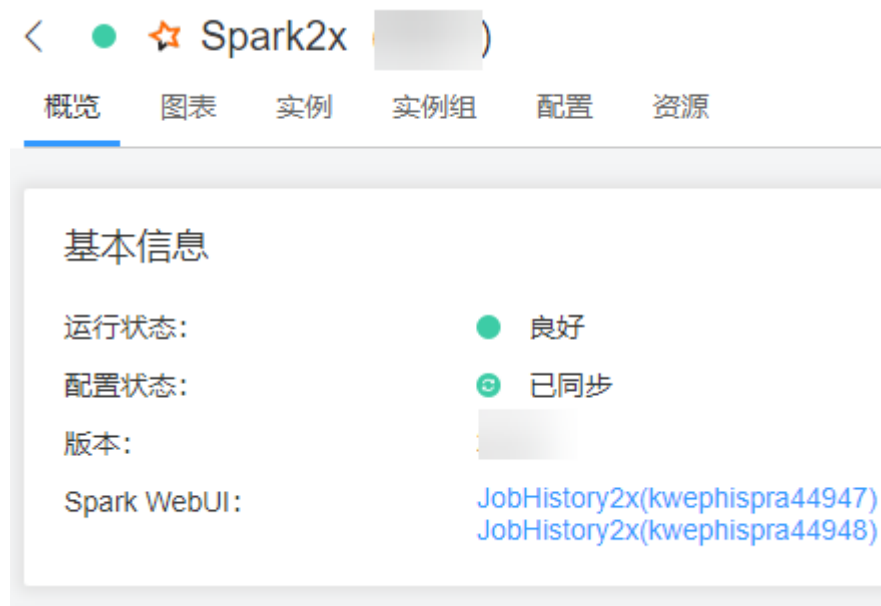 Spark2x )
概览 图表 实例 实例组 配置 资源
基本信息
运行状态: 良好
配置状态: 已同步
版本:
Spark WebUI: JobHistory2x(kwephispra44947)
JobHistory2x(kwephispra44948)